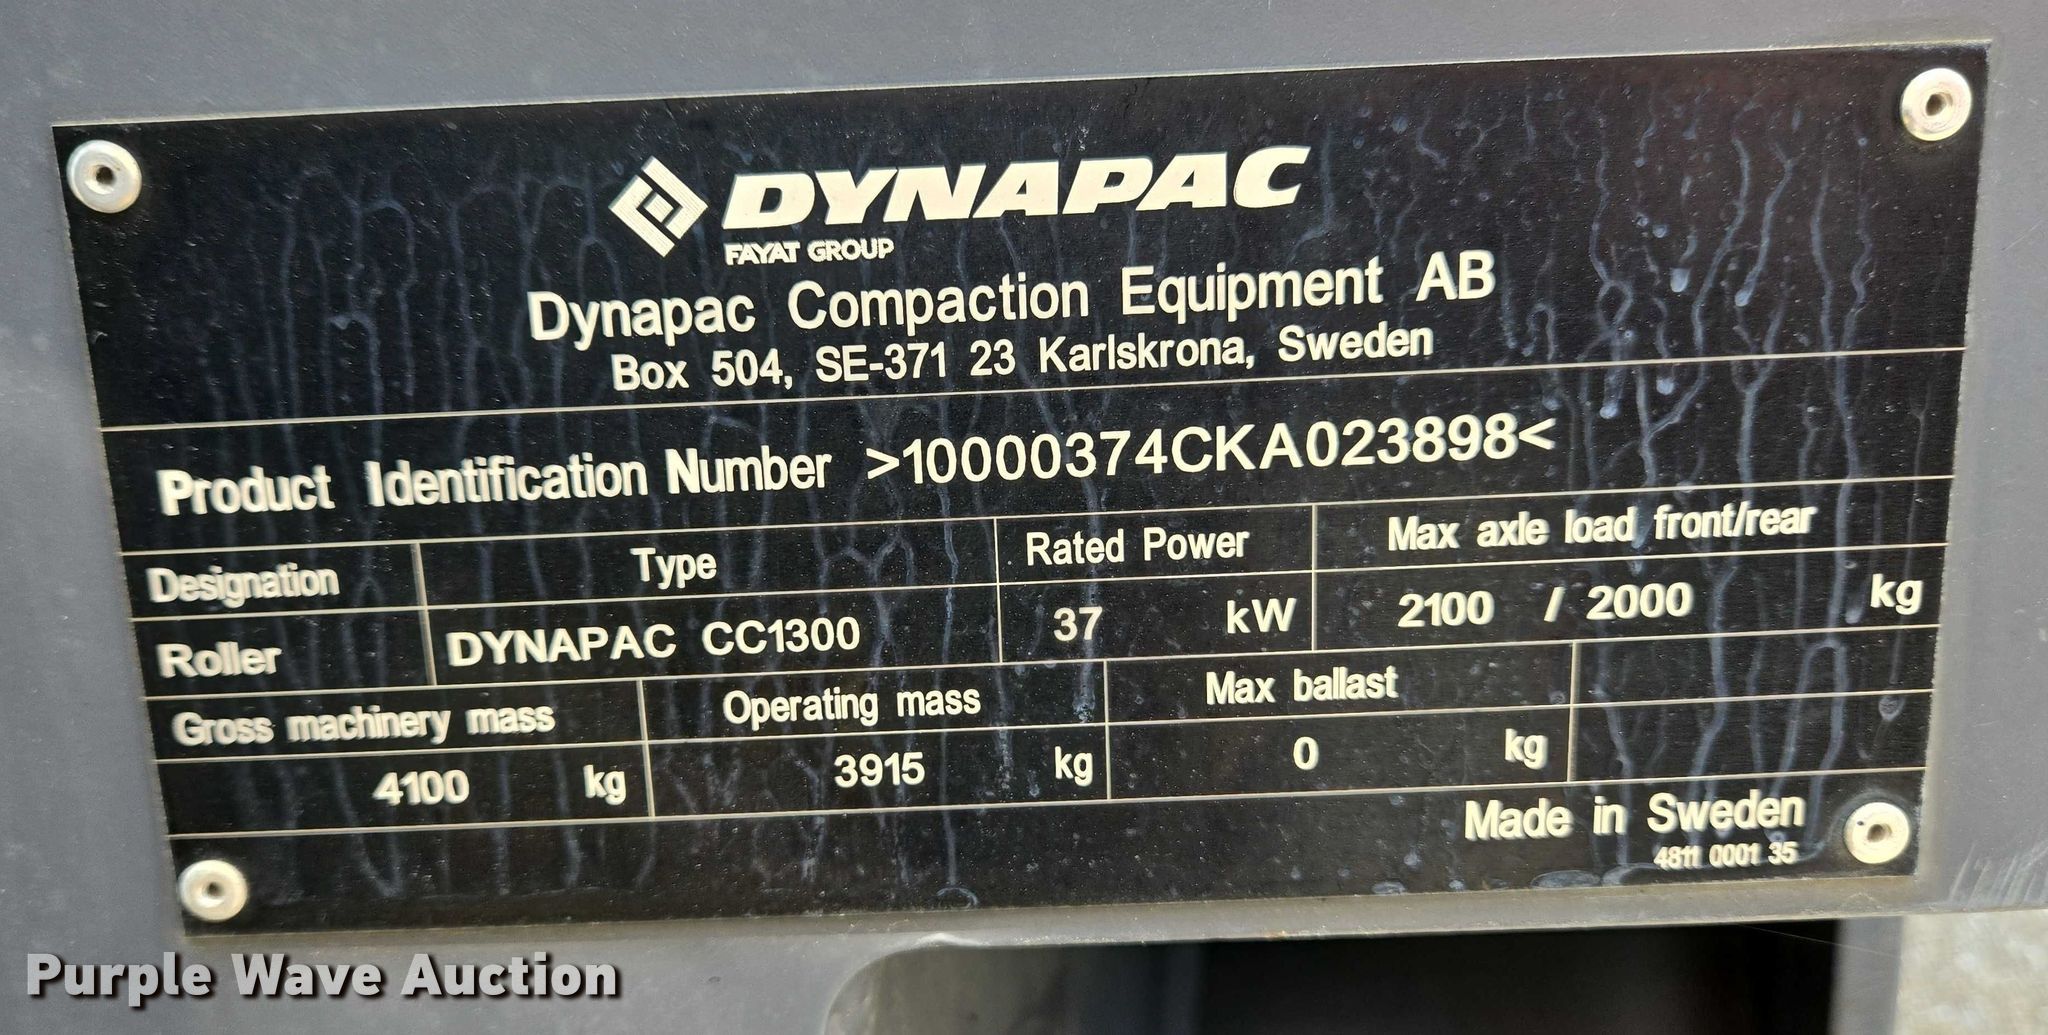 DYNAPAC
FAYAT GROUP
Dynapac Compaction Equipment AB
Box 504, SE-371 23 Karlskrona, Sweden
Product Identification Number >10000374CKA023898<
Designation Type Rated Power Max axle load front/rear
Roller DYNAPAC CC1300 37 kW 2100 / 2000 kg
Gross machinery mass Operating mass Max ballast
4100 kg 3915 kg 0 kg
Made in Sweden
4811 0001 35
Purple Wave Auction